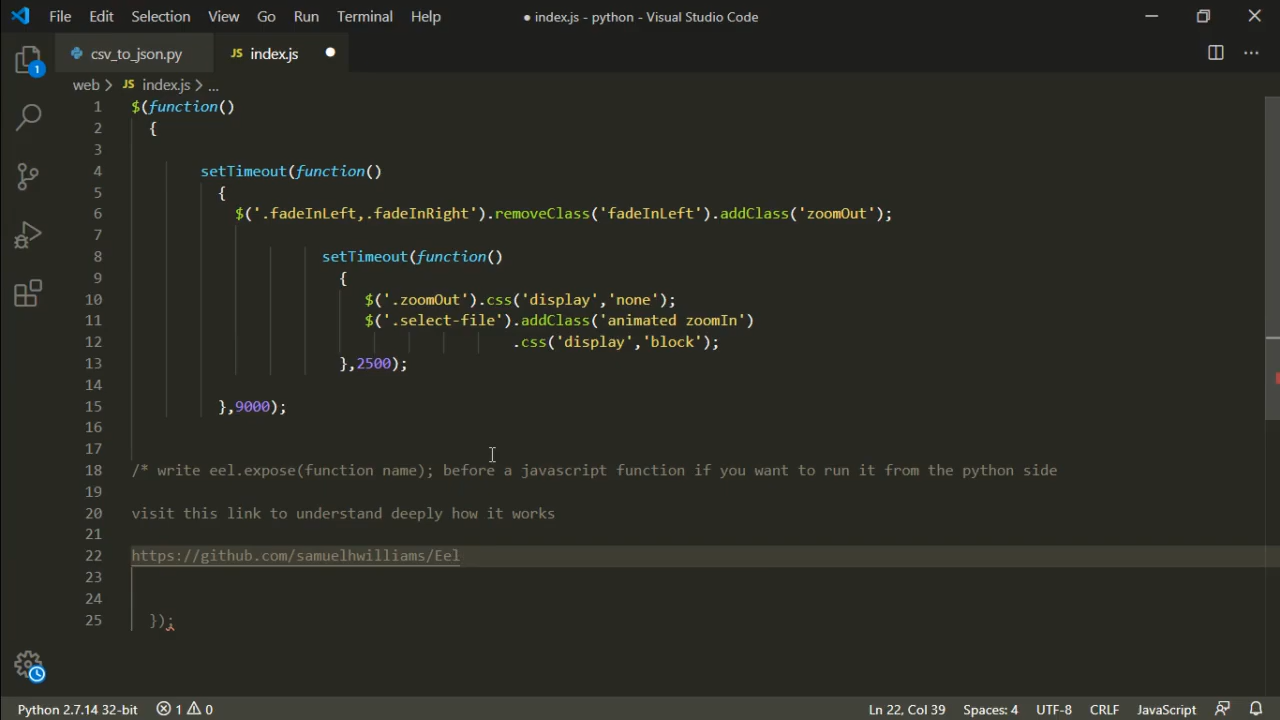 File Edit Selection View Go Run Terminal Help ● index.js - python - Visual Studio Code
csv_to_json.py JS index.js ●
1
web > JS index.js > ...
1 $(function()
2 {
3
4 setTimeout(function()
5 {
6 $('.fadeInLeft,.fadeInRight').removeClass('fadeInLeft').addClass('zoomOut');
7
8 setTimeout(function()
9 {
10 $('.zoomOut').css('display','none');
11 $('.select-file').addClass('animated zoomIn')
12 .css('display','block');
13 },2500);
14
15 },9000);
16
17
18 /* write eel.expose(function name); before a javascript function if you want to run it from the python side
19
20 visit this link to understand deeply how it works
21
22 https://github.com/samuelhwilliams/Eel
23
24
25 });
Python 2.7.14 32-bit 1 0 Ln 22, Col 39 Spaces: 4 UTF-8 CRLF JavaScript